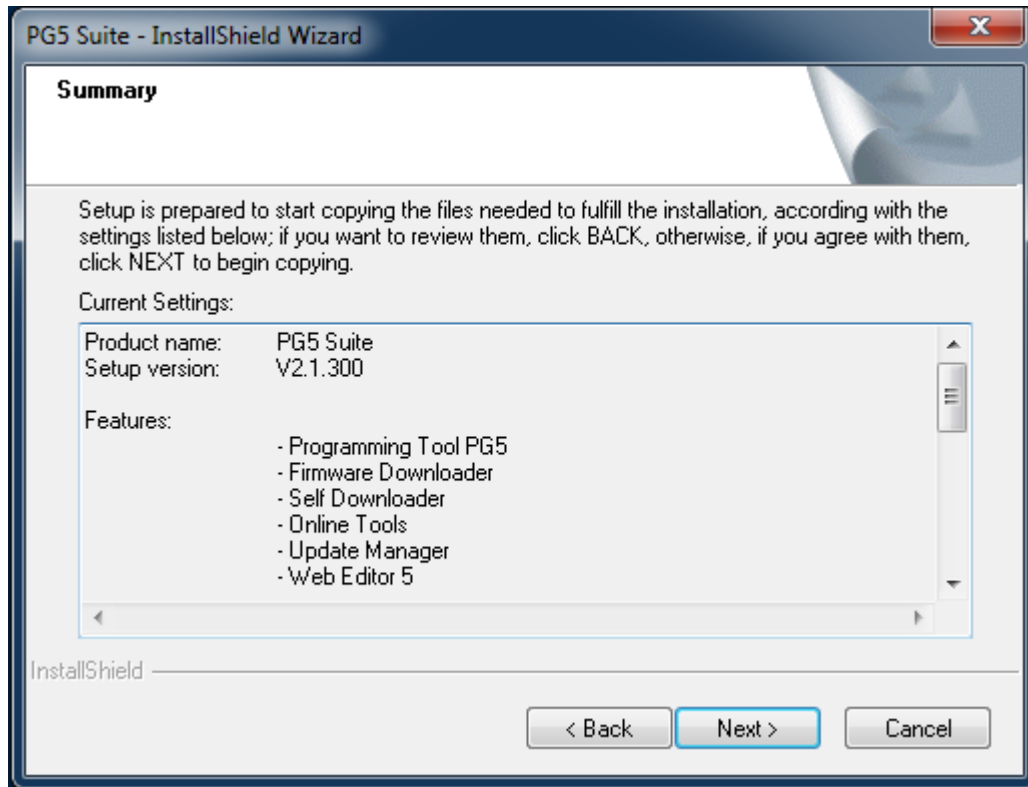 PG5 Suite - InstallShield Wizard
Summary
Setup is prepared to start copying the files needed to fulfill the installation, according with the
settings listed below; if you want to review them, click BACK, otherwise, if you agree with them,
click NEXT to begin copying.
Current Settings:
Product name: PG5 Suite
Setup version: V2.1.300
Features:
- Programming Tool PG5
- Firmware Downloader
- Self Downloader
- Online Tools
- Update Manager
- Web Editor 5
InstallShield
< Back Next > Cancel